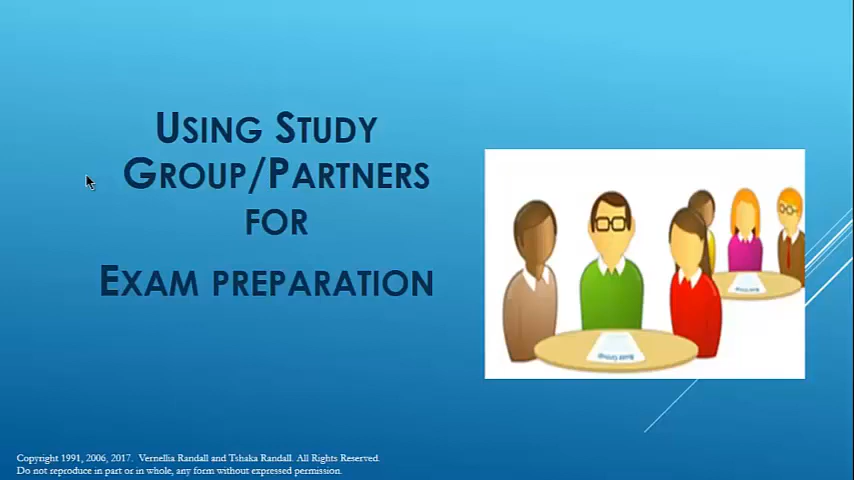 Using Study
Group/Partners
for
Exam preparation
Copyright 1991, 2006, 2017. Vernellia Randall and Tshaka Randall. All Rights Reserved.
Do not reproduce in part or in whole, any form without expressed permission.